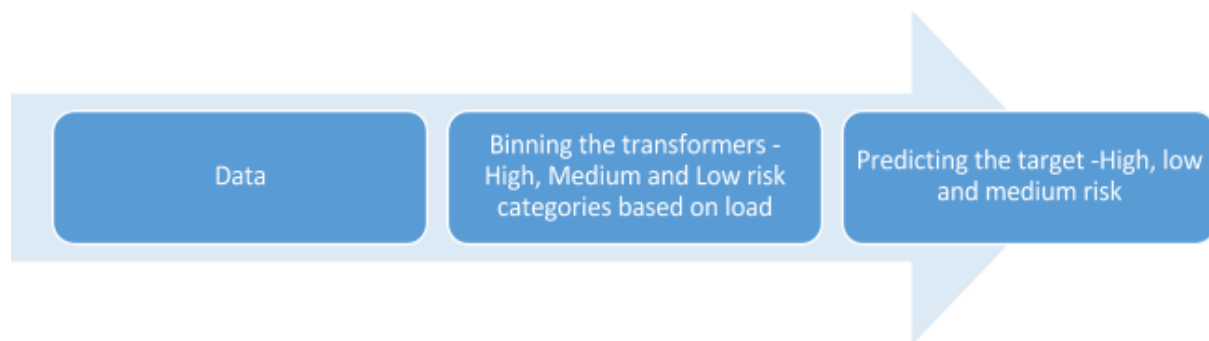 Data
Binning the transformers -
High, Medium and Low risk
categories based on load
Predicting the target -High, low
and medium risk